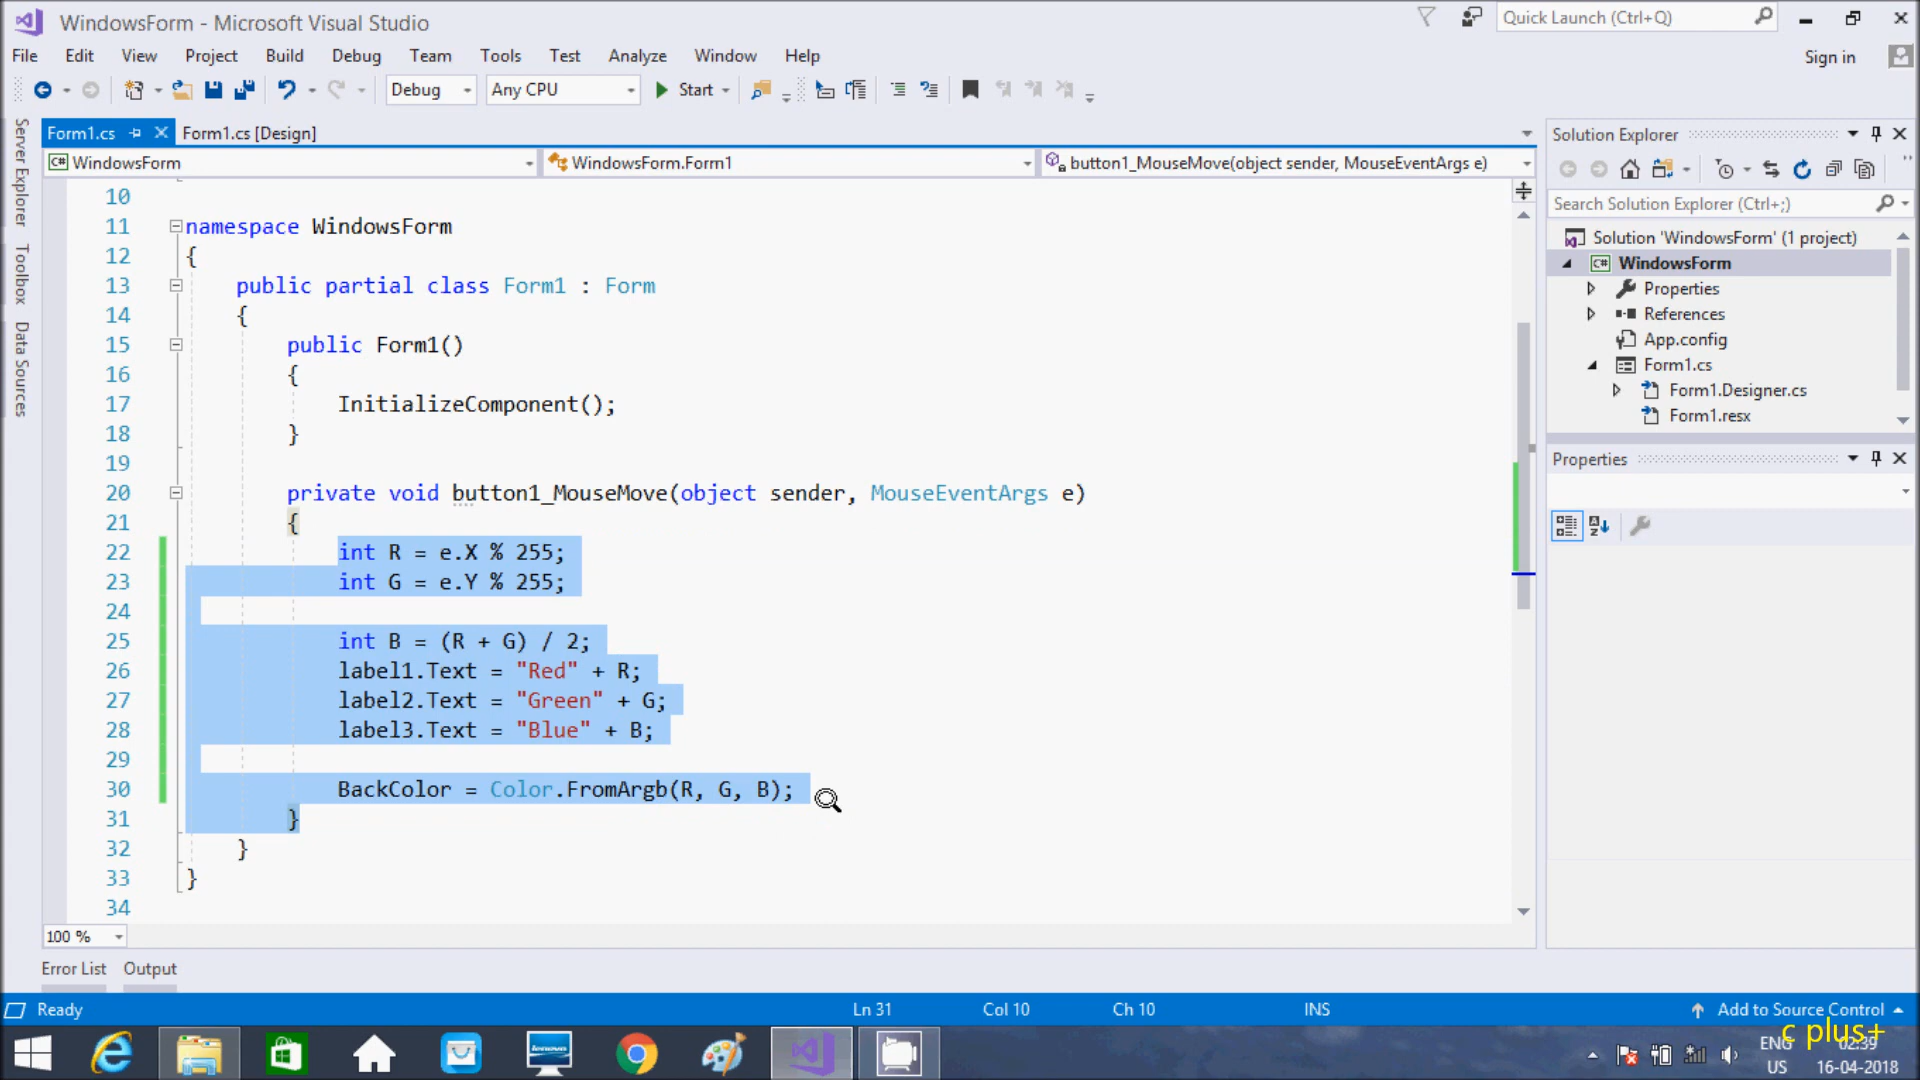 WindowsForm - Microsoft Visual Studio
Quick Launch (Ctrl+Q)
File Edit View Project Build Debug Team Tools Test Analyze Window Help
Sign in
Debug Any CPU Start
Server Explorer
Toolbox
Data Sources
Form1.cs Form1.cs [Design]
C# WindowsForm WindowsForm.Form1 button1_MouseMove(object sender, MouseEventArgs e)
10
11 namespace WindowsForm
12 {
13 public partial class Form1 : Form
14 {
15 public Form1()
16 {
17 InitializeComponent();
18 }
19
20 private void button1_MouseMove(object sender, MouseEventArgs e)
21 {
22 int R = e.X % 255;
23 int G = e.Y % 255;
24
25 int B = (R + G) / 2;
26 label1.Text = "Red" + R;
27 label2.Text = "Green" + G;
28 label3.Text = "Blue" + B;
29
30 BackColor = Color.FromArgb(R, G, B);
31 }
32 }
33 }
34
100 %
Solution Explorer
Search Solution Explorer (Ctrl+;)
Solution 'WindowsForm' (1 project)
C# WindowsForm
Properties
References
App.config
Form1.cs
Form1.Designer.cs
Form1.resx
Properties
Error List Output
Ready Ln 31 Col 10 Ch 10 INS Add to Source Control
c plus+
ENG 02:39
US 16-04-2018